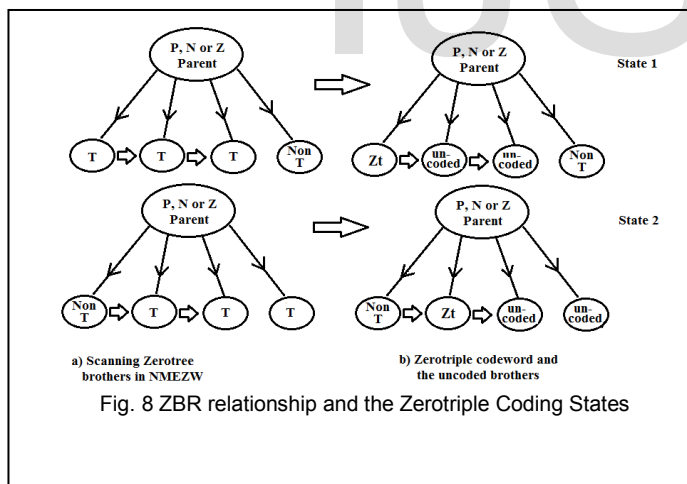 P, N or Z
Parent
P, N or Z
Parent
State 1
T
T
T
Non
T
Zt
un-
coded
un-
coded
Non
T
P, N or Z
Parent
P, N or Z
Parent
State 2
Non
T
T
T
T
Non
T
Zt
un-
coded
un-
coded
a) Scanning Zerotree
brothers in NMEZW
b) Zerotriple codeword and
the uncoded brothers
Fig. 8 ZBR relationship and the Zerotriple Coding States